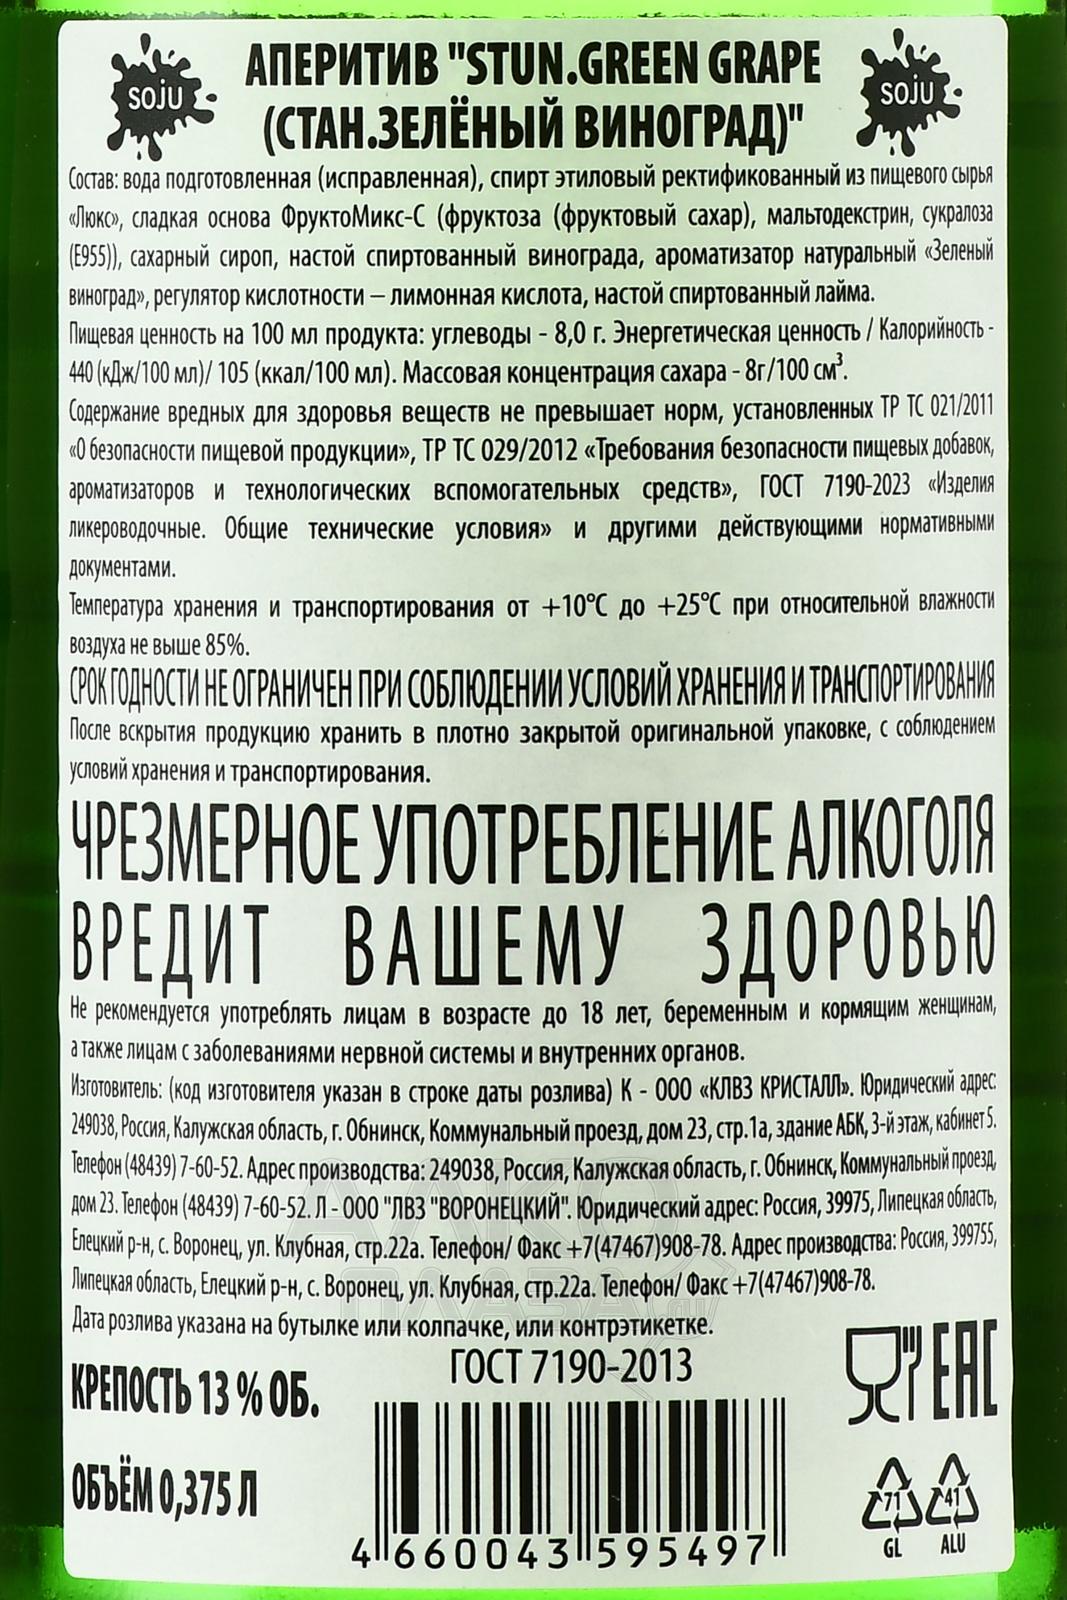 SOJU
АПЕРИТИВ "STUN.GREEN GRAPE
SOJU
(СТАН.ЗЕЛЁНЫЙ ВИНОГРАД)"
Состав: вода подготовленная (исправленная), спирт этиловый ректификованный из пищевого сырья
«Люкс», сладкая основа ФруктоМикс-С (фруктоза (фруктовый сахар), мальтодекстрин, сукралоза
(Е955)), сахарный сироп, настой спиртованный винограда, ароматизатор натуральный «Зеленый
виноград», регулятор кислотности – лимонная кислота, настой спиртованный лайма.
Пищевая ценность на 100 мл продукта: углеводы - 8,0 г. Энергетическая ценность / Калорийность -
440 (кДж/100 мл)/ 105 (ккал/100 мл). Массовая концентрация сахара - 8г/100 см³.
Содержание вредных для здоровья веществ не превышает норм, установленных ТР ТС 021/2011
«О безопасности пищевой продукции», ТР ТС 029/2012 «Требования безопасности пищевых добавок,
ароматизаторов и технологических вспомогательных средств», ГОСТ 7190-2023 «Изделия
ликероводочные. Общие технические условия» и другими действующими нормативными
документами.
Температура хранения и транспортирования от +10°С до +25°С при относительной влажности
воздуха не выше 85%.
СРОК ГОДНОСТИ НЕ ОГРАНИЧЕН ПРИ СОБЛЮДЕНИИ УСЛОВИЙ ХРАНЕНИЯ И ТРАНСПОРТИРОВАНИЯ
После вскрытия продукцию хранить в плотно закрытой оригинальной упаковке, с соблюдением
условий хранения и транспортирования.
ЧРЕЗМЕРНОЕ УПОТРЕБЛЕНИЕ АЛКОГОЛЯ
ВРЕДИТ ВАШЕМУ ЗДОРОВЬЮ
Не рекомендуется употреблять лицам в возрасте до 18 лет, беременным и кормящим женщинам,
а также лицам с заболеваниями нервной системы и внутренних органов.
Изготовитель: (код изготовителя указан в строке даты розлива) К - ООО «КЛВЗ КРИСТАЛЛ». Юридический адрес:
249038, Россия, Калужская область, г. Обнинск, Коммунальный проезд, дом 23, стр.1а, здание АБК, 3-й этаж, кабинет 5.
Телефон (48439) 7-60-52. Адрес производства: 249038, Россия, Калужская область, г. Обнинск, Коммунальный проезд,
дом 23. Телефон (48439) 7-60-52. Л - ООО "ЛВЗ "ВОРОНЕЦКИЙ". Юридический адрес: Россия, 39975, Липецкая область,
Елецкий р-н, с. Воронец, ул. Клубная, стр.22а. Телефон/ Факс +7(47467)908-78. Адрес производства: Россия, 399755,
Липецкая область, Елецкий р-н, с. Воронец, ул. Клубная, стр.22а. Телефон/ Факс +7(47467)908-78.
Дата розлива указана на бутылке или колпачке, или контрэтикетке.
ГОСТ 7190-2013
КРЕПОСТЬ 13 % ОБ.
ЕАС
ОБЪЁМ 0,375 Л
71 41
GL ALU
4 660043 595497
АЛКО
ПЛАЗА.ru